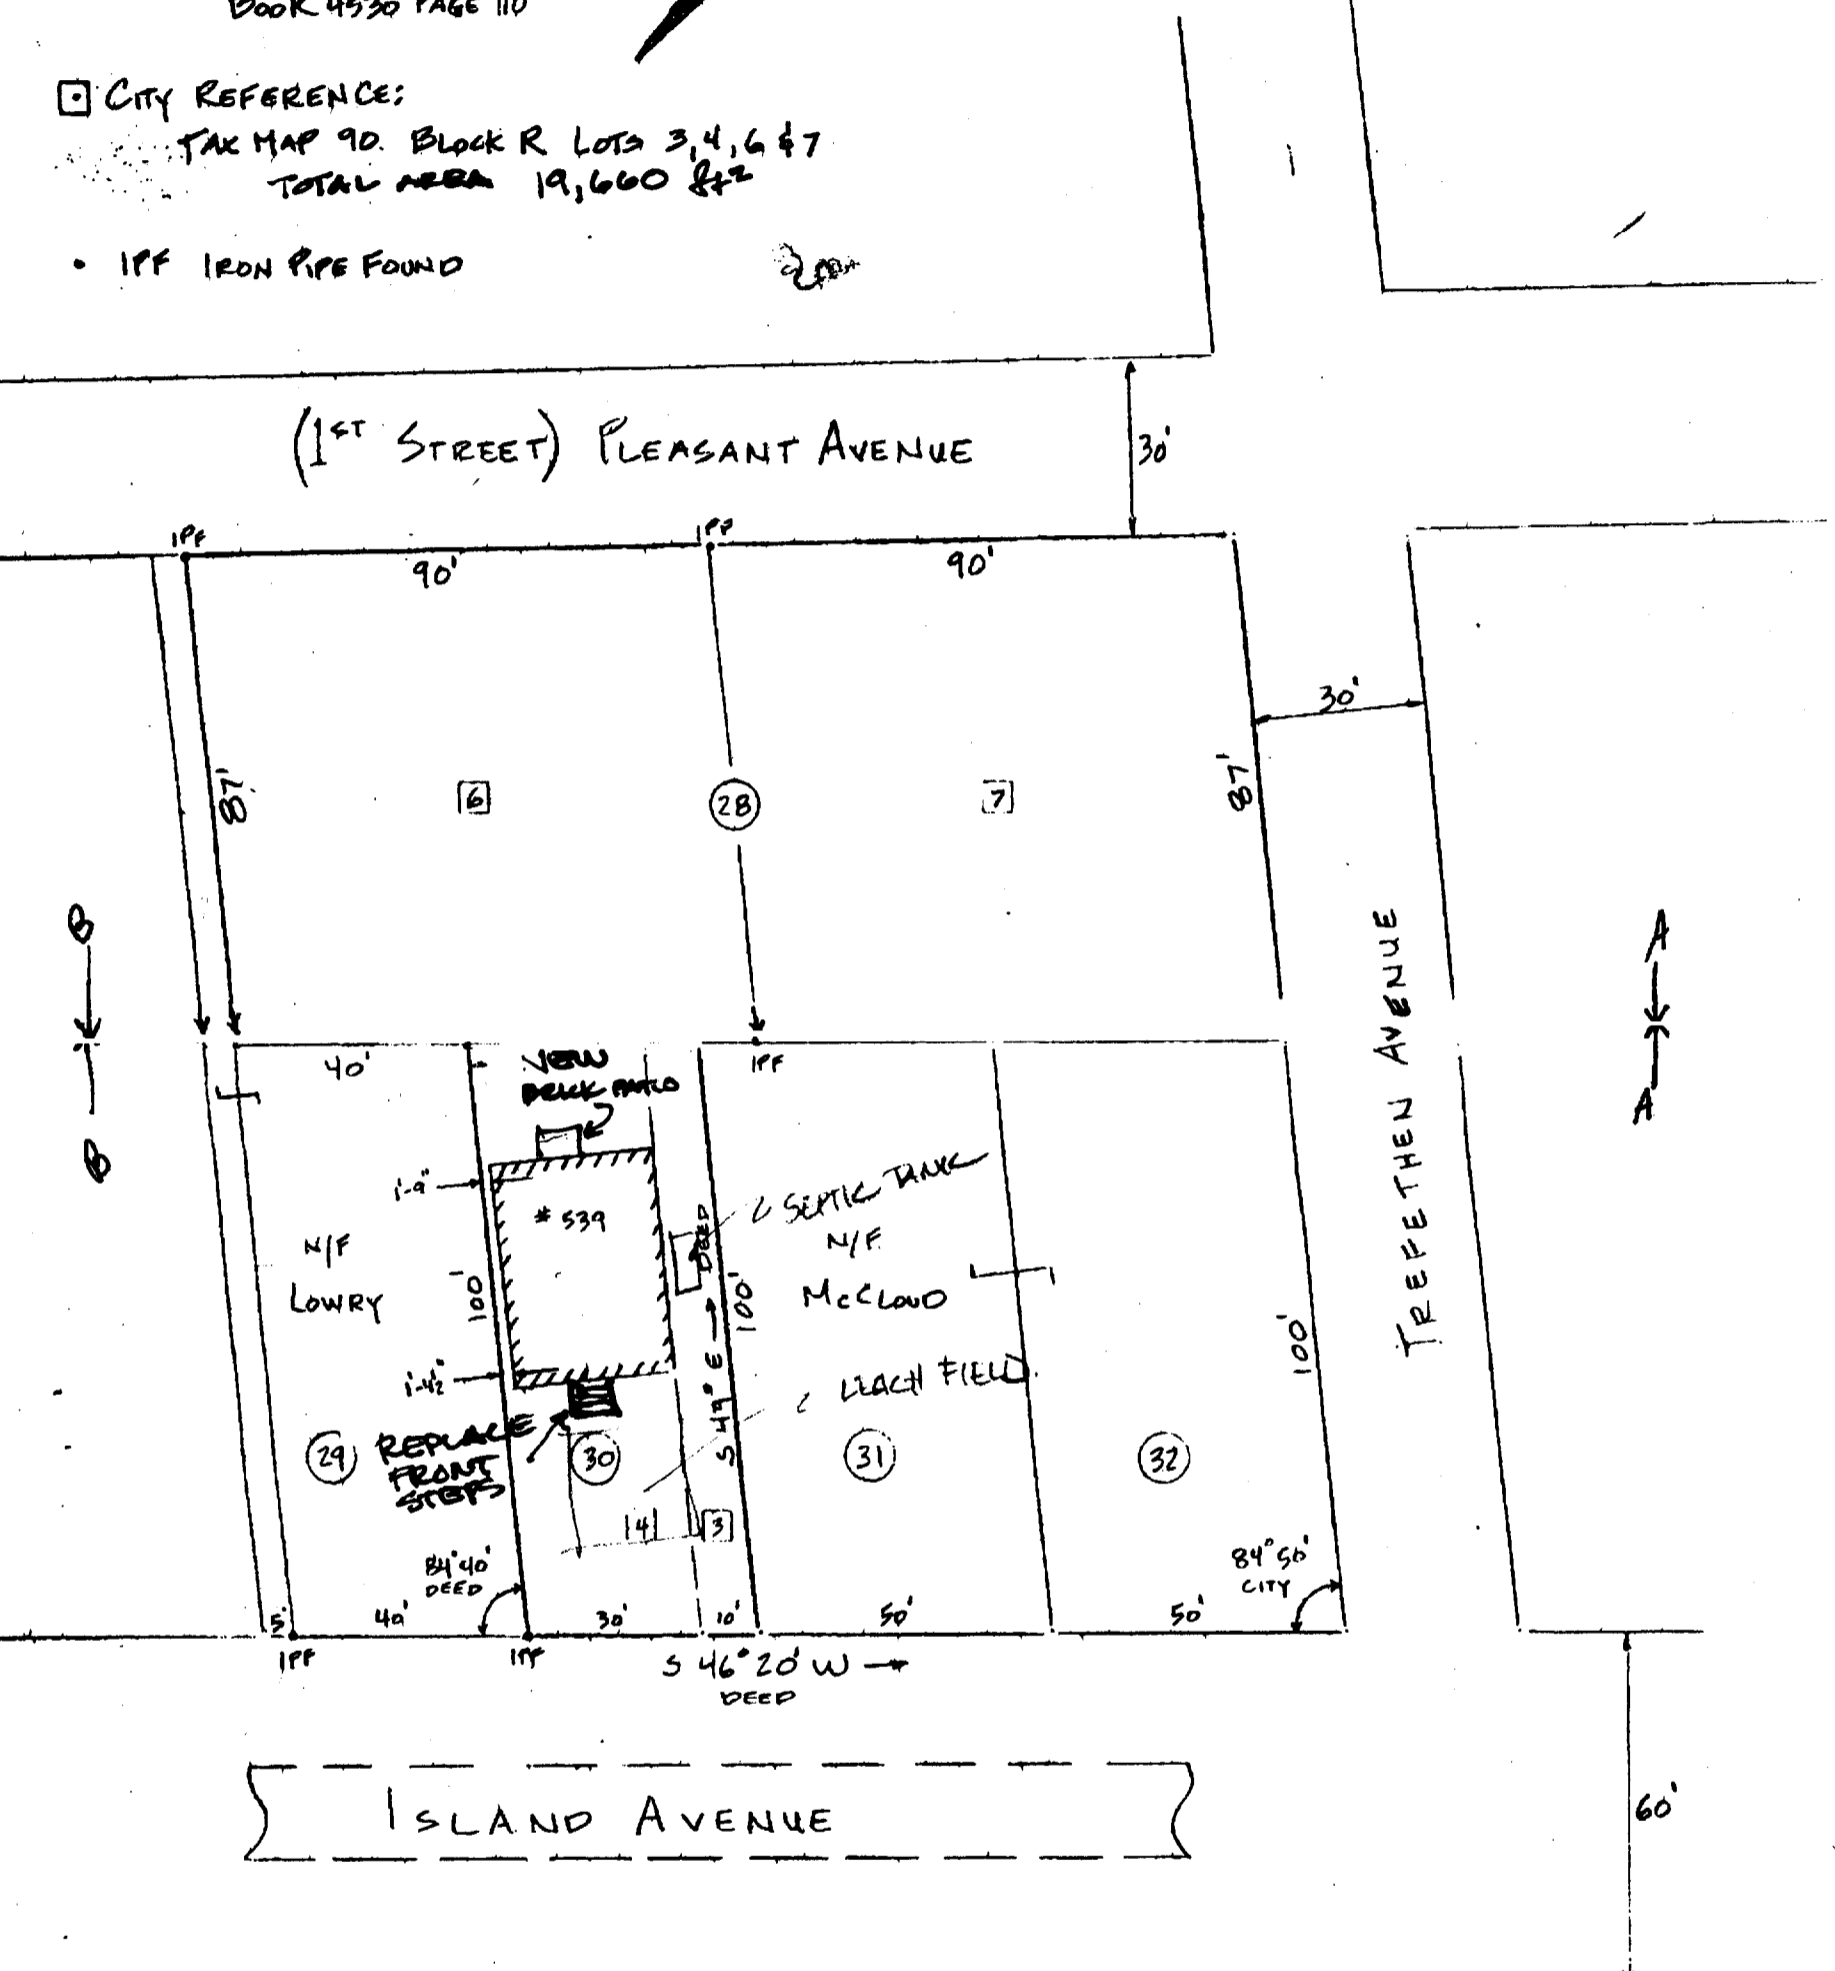 BOOK 4530 PAGE 110
CITY REFERENCE:
TAX MAP 90. BLOCK R LOTS 3,4,6 & 7
TOTAL AREA 19,660 ft²
• IPF IRON PIPE FOUND
(1ST STREET) PLEASANT AVENUE
30'
IPF
IPF
90'
90'
30'
87'
6
28
7
87'
B
A
TREFETHEN AVENUE
B
A
40'
NEW
BRICK PATIO
IPF
1'-9"
# 539
SEPTIC TANK
N/F
LOWRY
100'
S 49° E → DEED
100'
N/F
McCLOUD
100'
1'-4½"
LEACH FIELD
REPLACE
FRONT
STEPS
29
30
31
32
4
3
84°40'
DEED
84°50'
CITY
5'
40'
30'
10'
50'
50'
IPF
IPF
S 46°20' W →
DEED
ISLAND AVENUE
60'